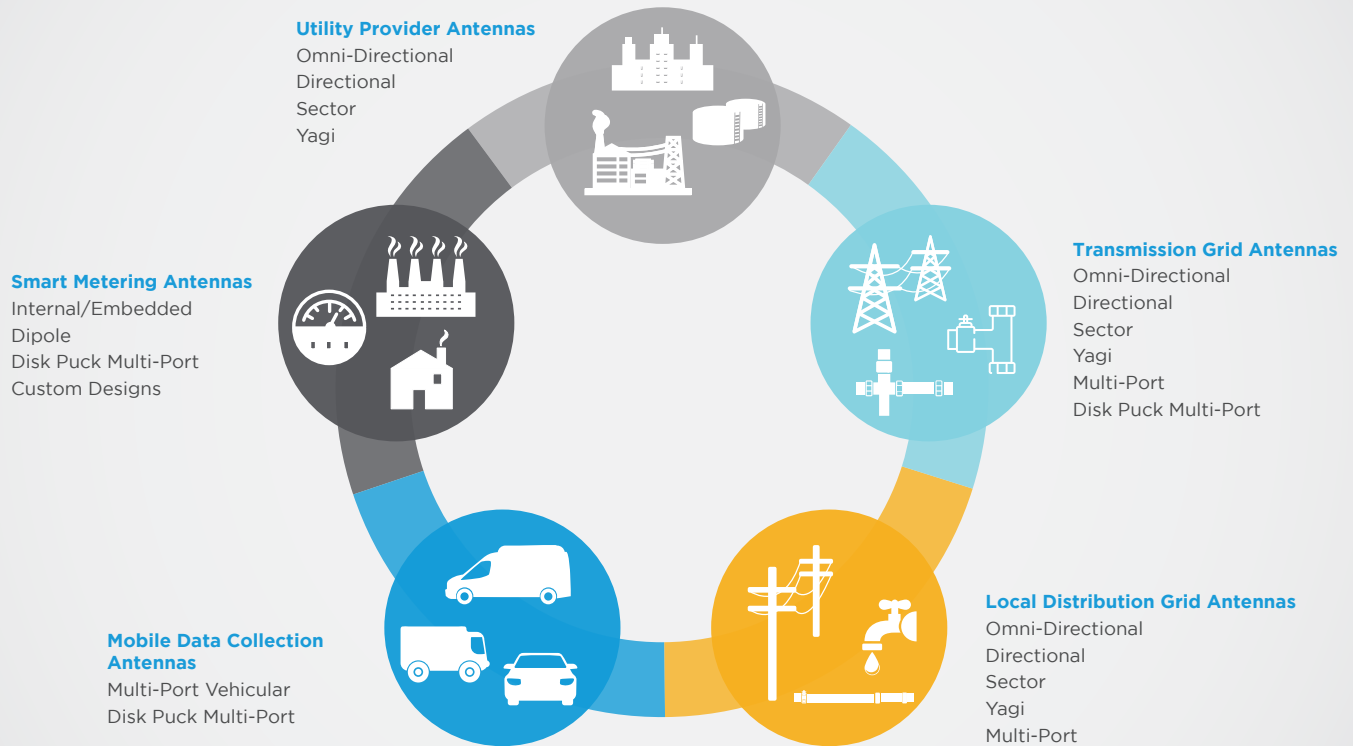 Utility Provider Antennas
Omni-Directional
Directional
Sector
Yagi
Transmission Grid Antennas
Omni-Directional
Directional
Sector
Yagi
Multi-Port
Disk Puck Multi-Port
Smart Metering Antennas
Internal/Embedded
Dipole
Disk Puck Multi-Port
Custom Designs
Local Distribution Grid Antennas
Omni-Directional
Directional
Sector
Yagi
Multi-Port
Mobile Data Collection
Antennas
Multi-Port Vehicular
Disk Puck Multi-Port